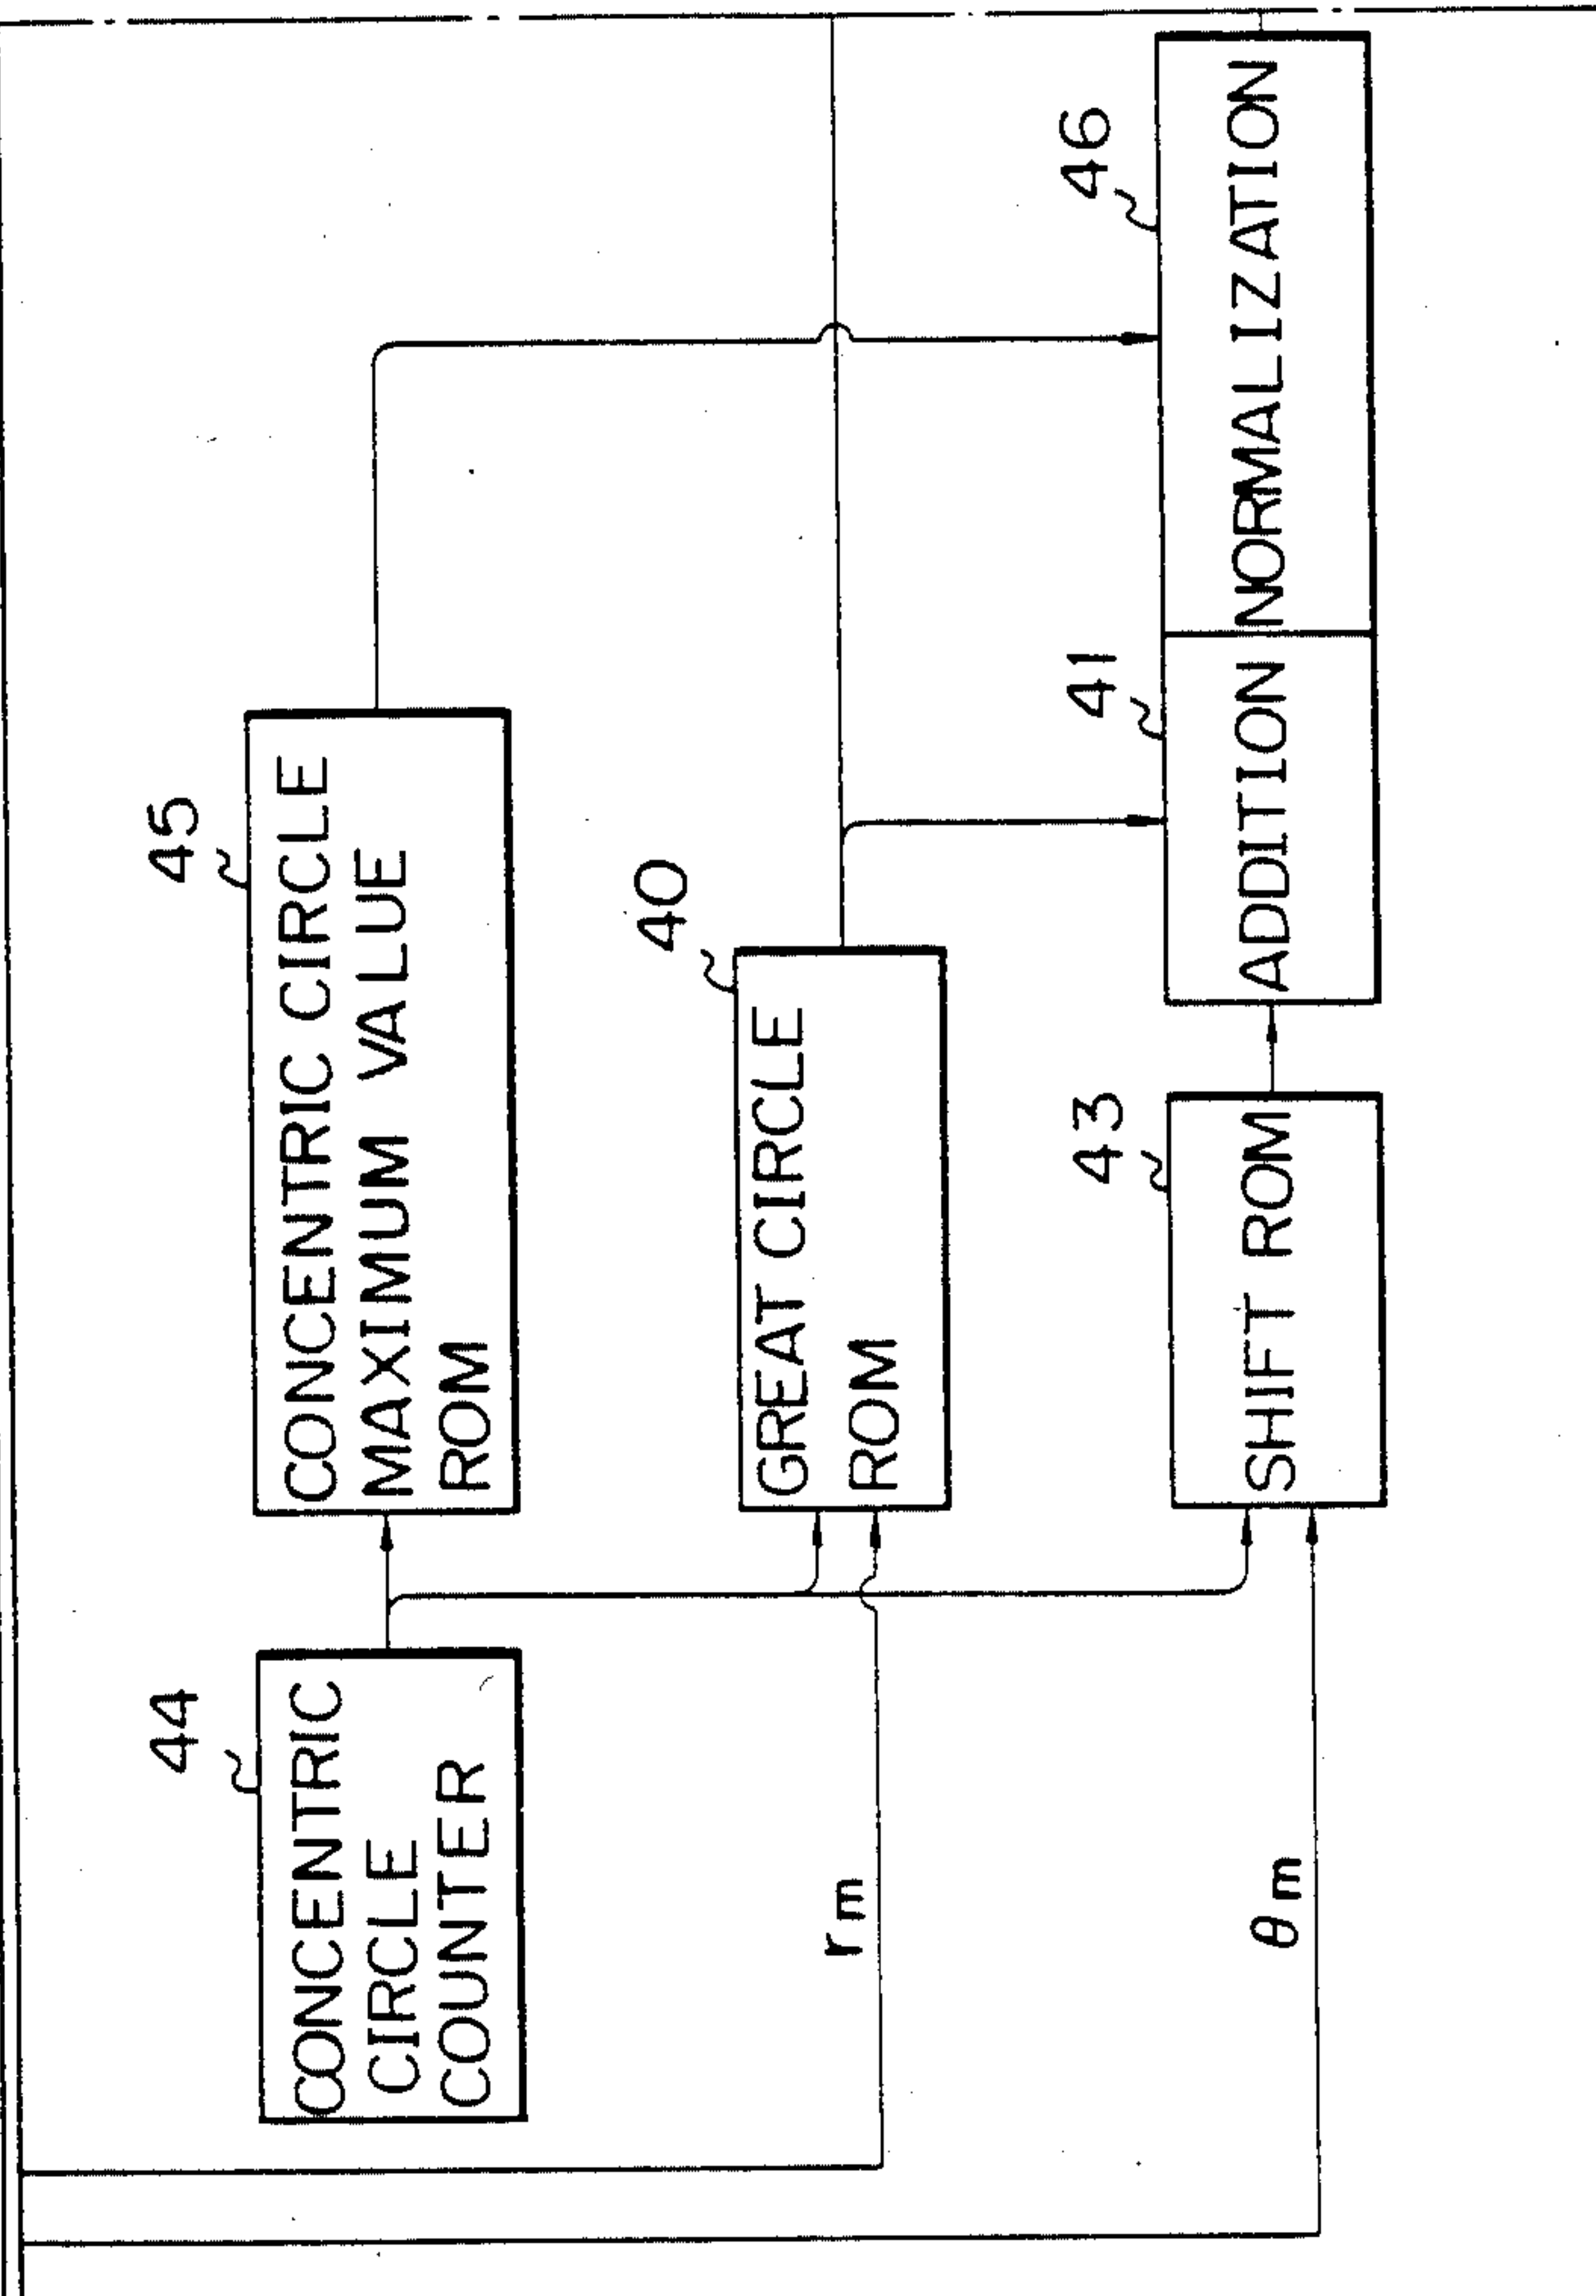 44
CONCENTRIC
CIRCLE
COUNTER
45
CONCENTRIC CIRCLE
MAXIMUM VALUE
ROM
rm
40
GREAT CIRCLE
ROM
θm
43
SHIFT ROM
41
ADDITION
46
NORMALIZATION